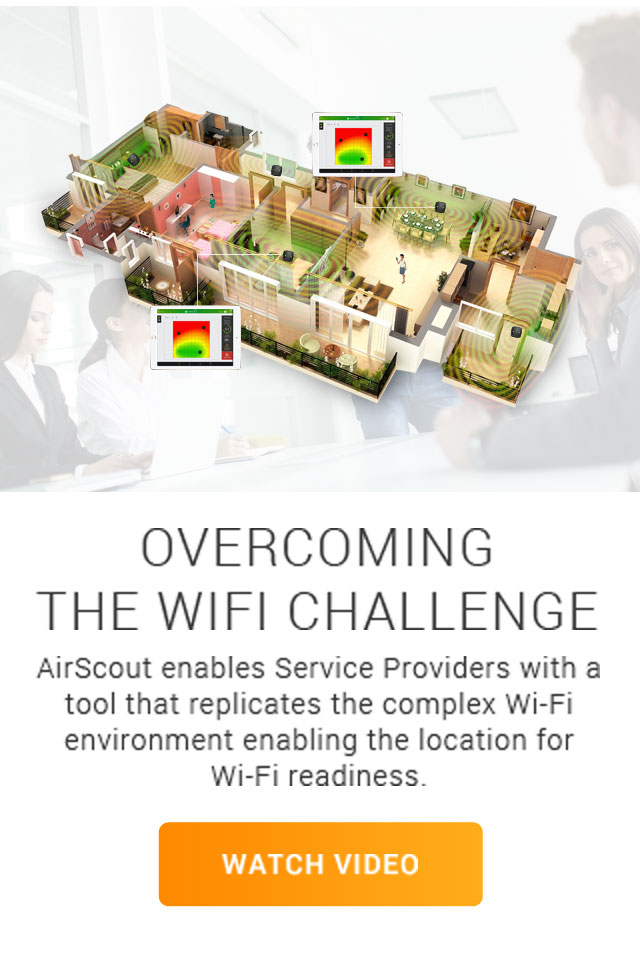 OVERCOMING
THE WIFI CHALLENGE
AirScout enables Service Providers with a
tool that replicates the complex Wi-Fi
environment enabling the location for
Wi-Fi readiness.
WATCH VIDEO